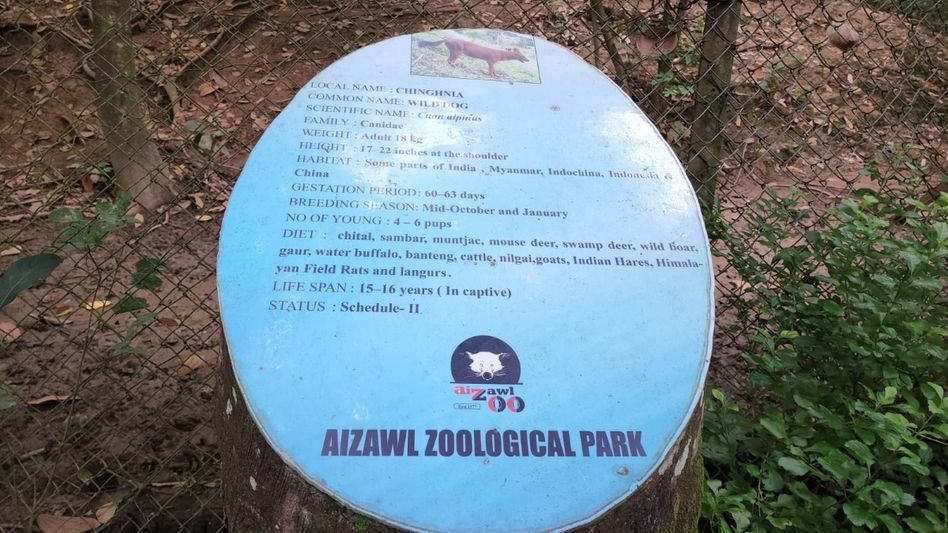 LOCAL NAME : CHINGHNIA
COMMON NAME: WILD DOG
SCIENTIFIC NAME: Cuan alpinus
FAMILY : Canidae
WEIGHT : Adult 18 kg
HEIGHT : 17–22 inches at the shoulder
HABITAT : Some parts of India , Myanmar, Indochina, Indonesia &
China
GESTATION PERIOD: 60–63 days
BREEDING SEASON: Mid-October and January
NO OF YOUNG : 4 – 6 pups
DIET : chital, sambar, muntjac, mouse deer, swamp deer, wild boar,
gaur, water buffalo, banteng, cattle, nilgai,goats, Indian Hares, Himala-
yan Field Rats and langurs.
LIFE SPAN : 15–16 years ( In captive)
STATUS : Schedule- II
aizawl
ZOO
AIZAWL ZOOLOGICAL PARK